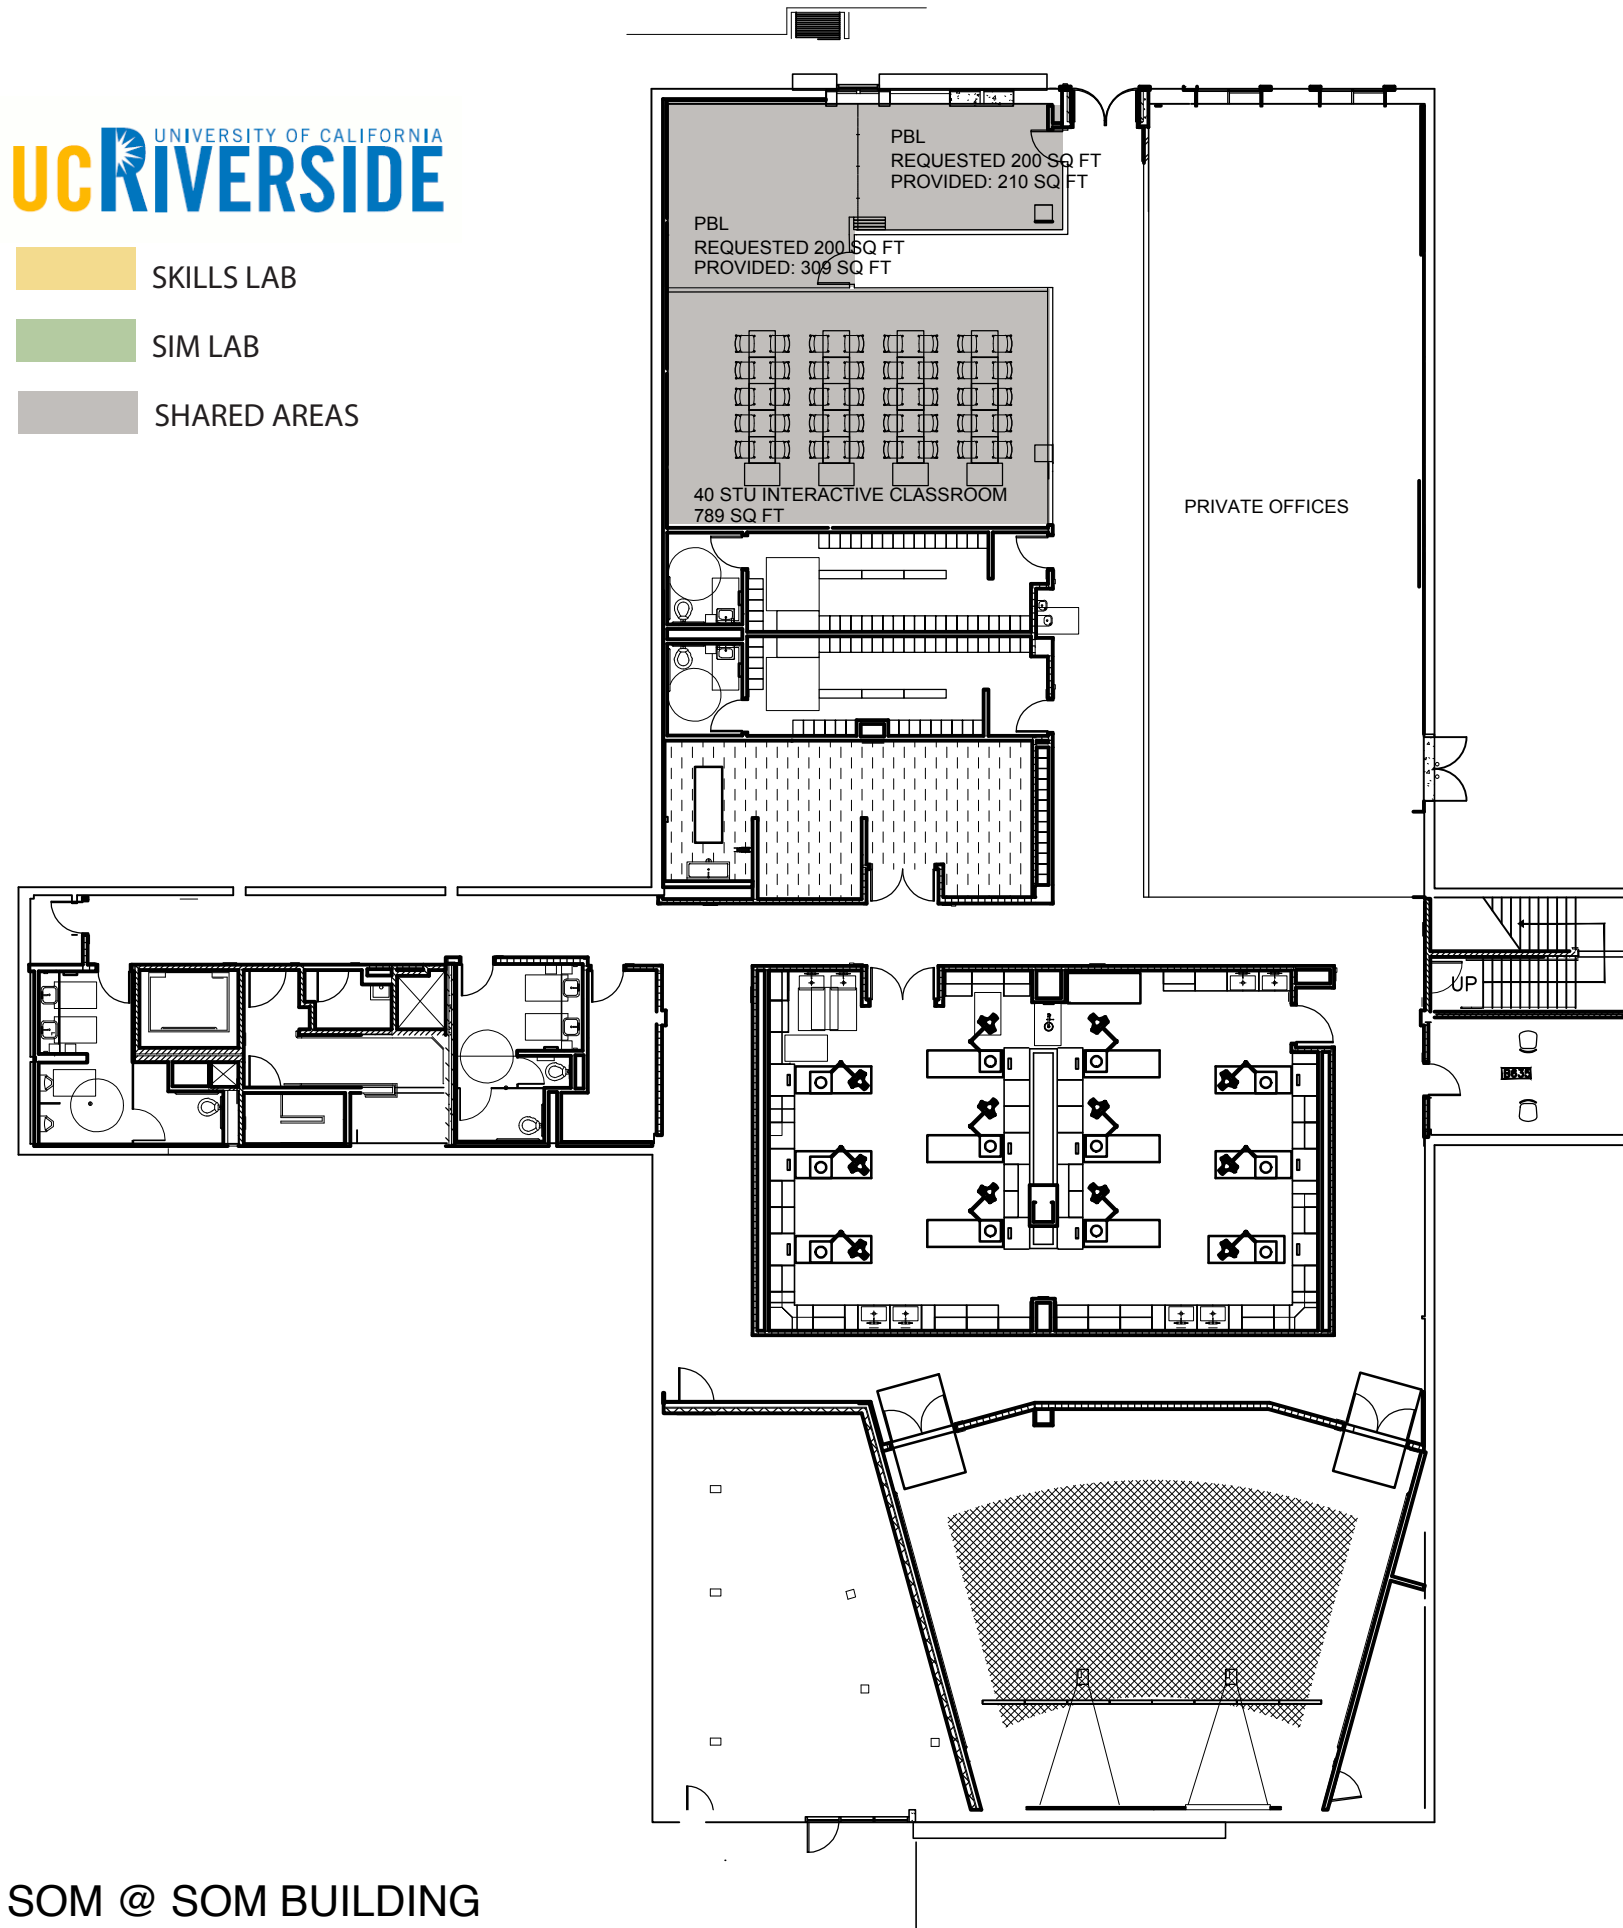 UNIVERSITY OF CALIFORNIA
UC RIVERSIDE
SKILLS LAB
SIM LAB
SHARED AREAS
PBL
REQUESTED 200 SQ FT
PROVIDED: 210 SQ FT
PBL
REQUESTED 200 SQ FT
PROVIDED: 309 SQ FT
40 STU INTERACTIVE CLASSROOM
789 SQ FT
PRIVATE OFFICES
UP
SOM @ SOM BUILDING